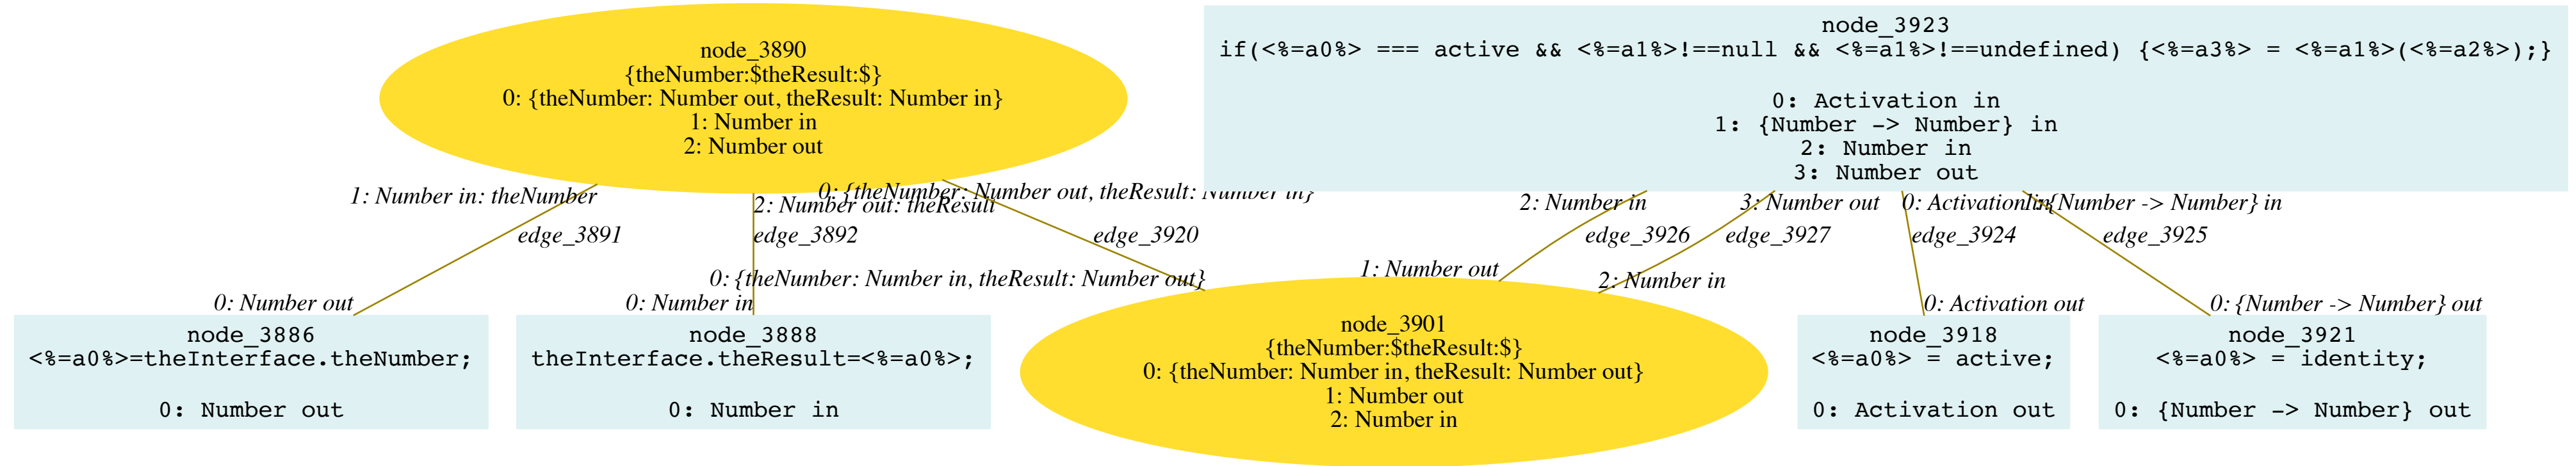 node_3890
{theNumber:$theResult:$}
0: {theNumber: Number out, theResult: Number in}
1: Number in
2: Number out
node_3923
if(<%=a0%> === active && <%=a1%>!==null && <%=a1%>!==undefined) {<%=a3%> = <%=a1%>(<%=a2%>);}
0: Activation in
1: {Number -> Number} in
2: Number in
3: Number out
1: Number in: theNumber
2: Number out: theResult
0: {theNumber: Number out, theResult: Number in}
2: Number in
3: Number out
0: Activation in
1: {Number -> Number} in
edge_3891
edge_3892
edge_3920
edge_3926
edge_3927
edge_3924
edge_3925
0: Number out
0: Number in
0: {theNumber: Number in, theResult: Number out}
1: Number out
2: Number in
0: Activation out
0: {Number -> Number} out
node_3886
<%=a0%>=theInterface.theNumber;
0: Number out
node_3888
theInterface.theResult=<%=a0%>;
0: Number in
node_3901
{theNumber:$theResult:$}
0: {theNumber: Number in, theResult: Number out}
1: Number out
2: Number in
node_3918
<%=a0%> = active;
0: Activation out
node_3921
<%=a0%> = identity;
0: {Number -> Number} out